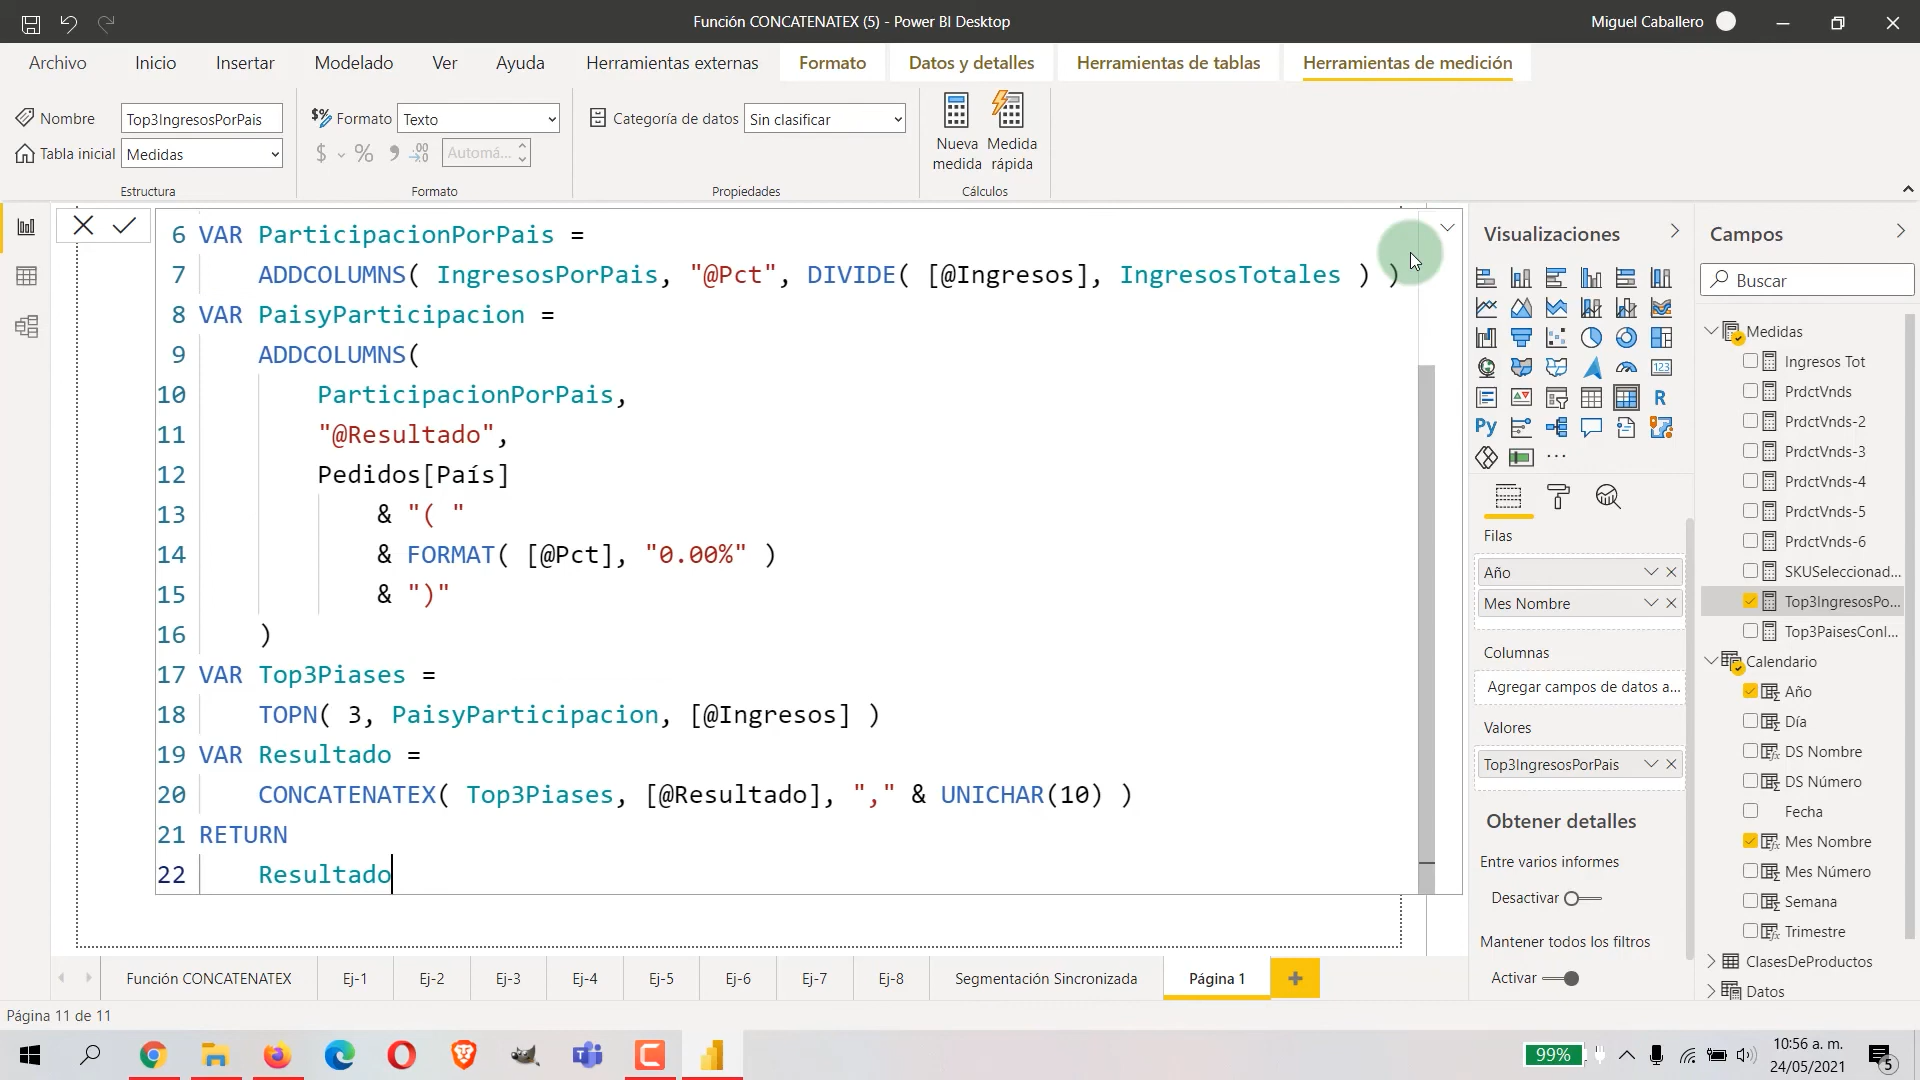 Función CONCATENATEX (5) - Power BI Desktop
Miguel Caballero
Archivo
Inicio
Insertar
Modelado
Ver
Ayuda
Herramientas externas
Formato
Datos y detalles
Herramientas de tablas
Herramientas de medición
Nombre
Top3IngresosPorPais
Formato
Texto
Categoría de datos
Sin clasificar
Nueva medida
Medida rápida
Tabla inicial
Medidas
$
%
Automá...
Estructura
Formato
Propiedades
Cálculos
6 VAR ParticipacionPorPais =
7 ADDCOLUMNS( IngresosPorPais, "@Pct", DIVIDE( [@Ingresos], IngresosTotales ) )
8 VAR PaisyParticipacion =
9 ADDCOLUMNS(
10 ParticipacionPorPais,
11 "@Resultado",
12 Pedidos[País]
13 & "( "
14 & FORMAT( [@Pct], "0.00%" )
15 & ")"
16 )
17 VAR Top3Piases =
18 TOPN( 3, PaisyParticipacion, [@Ingresos] )
19 VAR Resultado =
20 CONCATENATEX( Top3Piases, [@Resultado], "," & UNICHAR(10) )
21 RETURN
22 Resultado
Visualizaciones
123
R
Py
...
Filas
Año
Mes Nombre
Columnas
Agregar campos de datos a...
Valores
Top3IngresosPorPais
Obtener detalles
Entre varios informes
Desactivar
Mantener todos los filtros
Activar
Campos
Buscar
Medidas
Ingresos Tot
PrdctVnds
PrdctVnds-2
PrdctVnds-3
PrdctVnds-4
PrdctVnds-5
PrdctVnds-6
SKUSeleccionad...
Top3IngresosPo...
Top3PaisesConI...
Calendario
Año
Día
DS Nombre
DS Número
Fecha
Mes Nombre
Mes Número
Semana
Trimestre
ClasesDeProductos
Datos
Función CONCATENATEX
Ej-1
Ej-2
Ej-3
Ej-4
Ej-5
Ej-6
Ej-7
Ej-8
Segmentación Sincronizada
Página 1
Página 11 de 11
99%
10:56 a. m.
24/05/2021
5